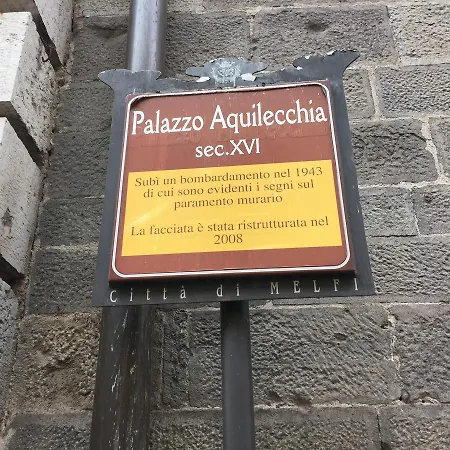 Palazzo Aquilecchia
sec.XVI
Subì un bombardamento nel 1943
di cui sono evidenti i segni sul
paramento murario
La facciata è stata ristrutturata nel
2008
Città di MELFI